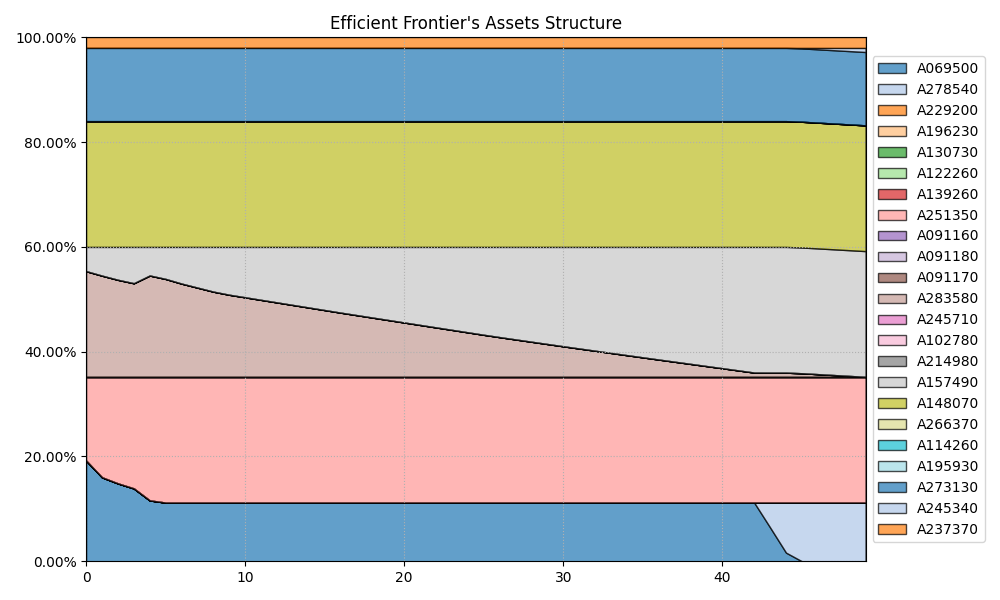 Efficient Frontier's Assets Structure
100.00%
80.00%
60.00%
40.00%
20.00%
0.00%
0
10
20
30
40
A069500
A278540
A229200
A196230
A130730
A122260
A139260
A251350
A091160
A091180
A091170
A283580
A245710
A102780
A214980
A157490
A148070
A266370
A114260
A195930
A273130
A245340
A237370